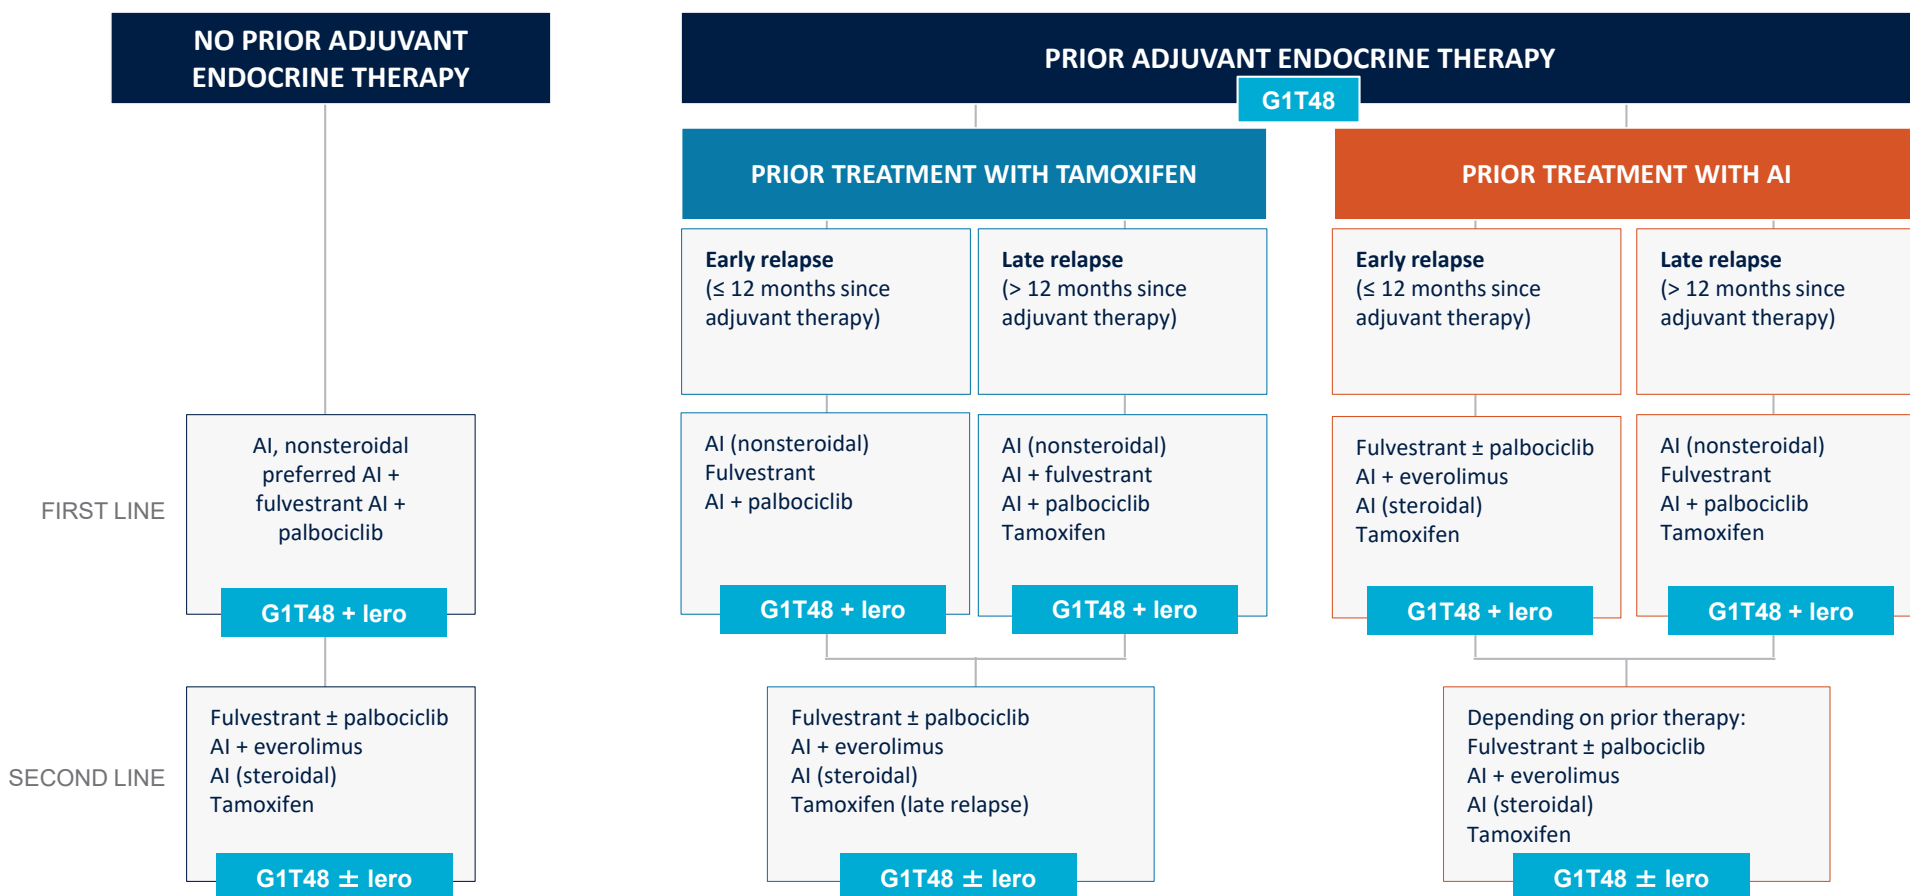 NO PRIOR ADJUVANT
ENDOCRINE THERAPY
PRIOR ADJUVANT ENDOCRINE THERAPY
G1T48
PRIOR TREATMENT WITH TAMOXIFEN
PRIOR TREATMENT WITH AI
Early relapse
(≤ 12 months since
adjuvant therapy)
Late relapse
(> 12 months since
adjuvant therapy)
Early relapse
(≤ 12 months since
adjuvant therapy)
Late relapse
(> 12 months since
adjuvant therapy)
FIRST LINE
AI, nonsteroidal
preferred AI +
fulvestrant AI +
palbociclib
G1T48 + lero
AI (nonsteroidal)
Fulvestrant
AI + palbociclib
G1T48 + lero
AI (nonsteroidal)
AI + fulvestrant
AI + palbociclib
Tamoxifen
G1T48 + lero
Fulvestrant ± palbociclib
AI + everolimus
AI (steroidal)
Tamoxifen
G1T48 + lero
AI (nonsteroidal)
Fulvestrant
AI + palbociclib
Tamoxifen
G1T48 + lero
SECOND LINE
Fulvestrant ± palbociclib
AI + everolimus
AI (steroidal)
Tamoxifen
G1T48 ± lero
Fulvestrant ± palbociclib
AI + everolimus
AI (steroidal)
Tamoxifen (late relapse)
G1T48 ± lero
Depending on prior therapy:
Fulvestrant ± palbociclib
AI + everolimus
AI (steroidal)
Tamoxifen
G1T48 ± lero